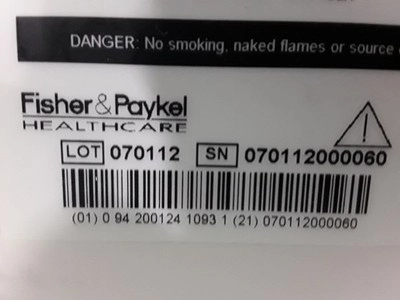 DANGER: No smoking, naked flames or source
Fisher&Paykel
HEALTHCARE
LOT 070112 SN 070112000060
(01) 0 94 200124 1093 1 (21) 070112000060